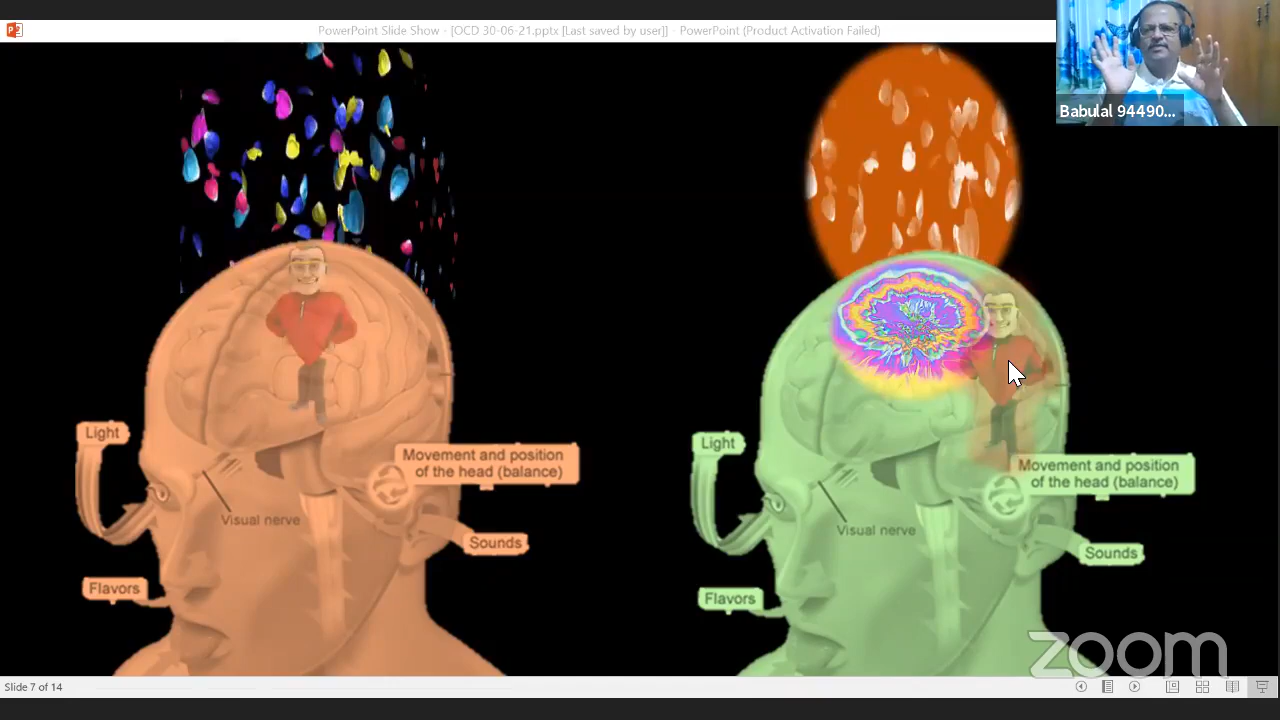 PowerPoint Slide Show - [OCD 30-06-21.pptx [Last saved by user]] - PowerPoint (Product Activation Failed)
Babulal 94490...
Light
Movement and position
of the head (balance)
Visual nerve
Sounds
Flavors
Light
Movement and position
of the head (balance)
Visual nerve
Sounds
Flavors
zoom
Slide 7 of 14